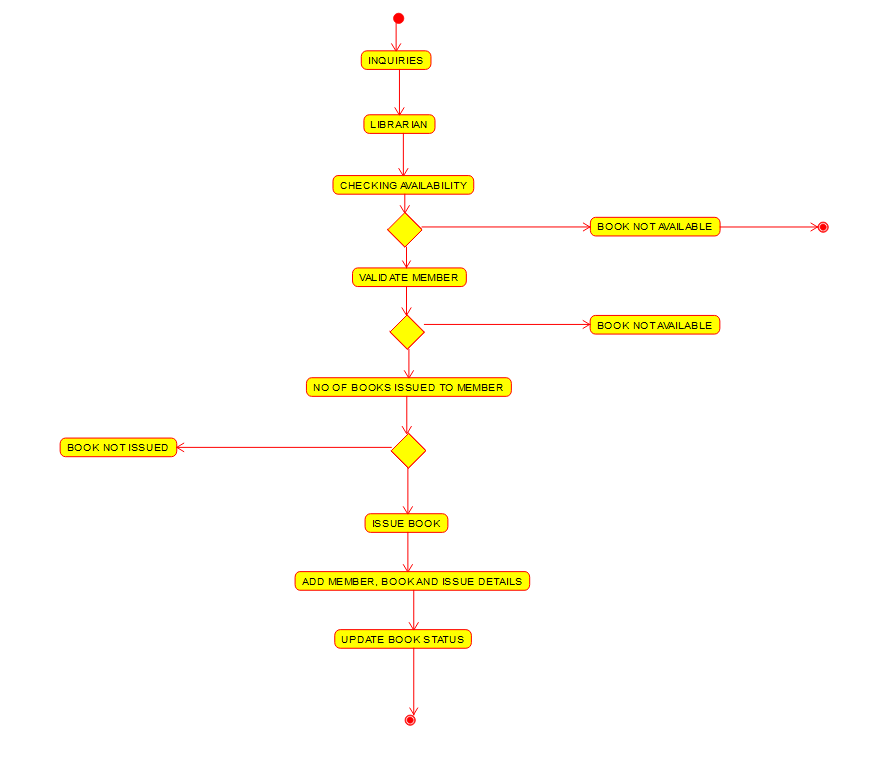 INQUIRIES
LIBRARIAN
CHECKING AVAILABILITY
BOOK NOT AVAILABLE
VALIDATE MEMBER
BOOK NOT AVAILABLE
NO OF BOOKS ISSUED TO MEMBER
BOOK NOT ISSUED
ISSUE BOOK
ADD MEMBER, BOOK AND ISSUE DETAILS
UPDATE BOOK STATUS